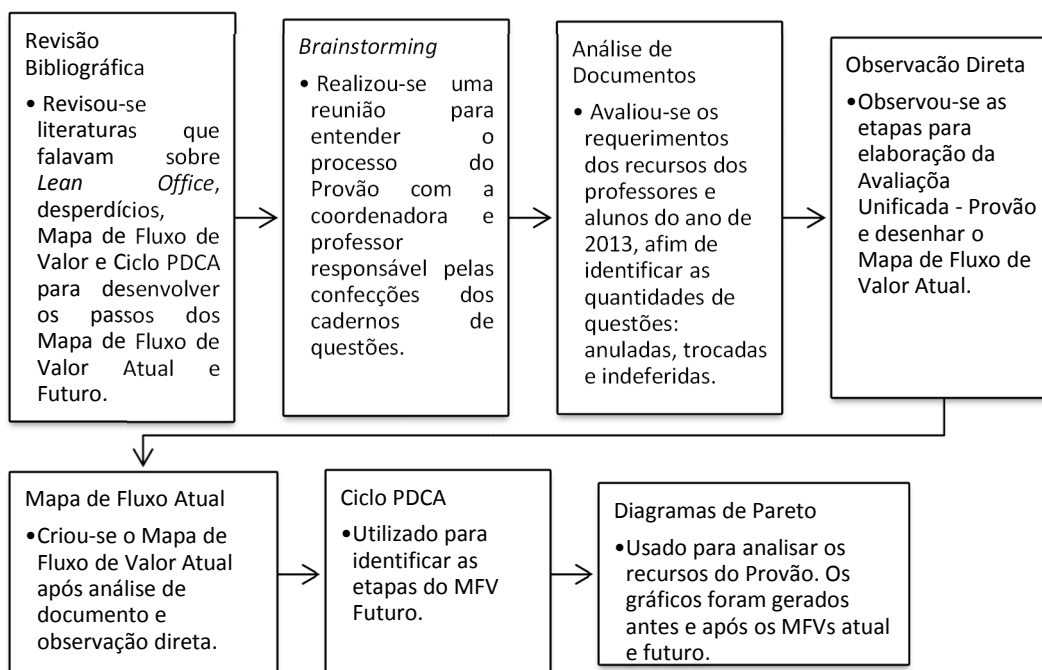 Revisão
Bibliográfica
• Revisou-se
literaturas que
falavam sobre
Lean Office,
desperdícios,
Mapa de Fluxo de
Valor e Ciclo PDCA
para desenvolver
os passos dos
Mapa de Fluxo de
Valor Atual e
Futuro.
Brainstorming
• Realizou-se uma
reunião para
entender o
processo do
Provão com a
coordenadora e
professor
responsável pelas
confecções dos
cadernos de
questões.
Análise de
Documentos
• Avaliou-se os
requerimentos
dos recursos dos
professores e
alunos do ano de
2013, afim de
identificar as
quantidades de
questões:
anuladas, trocadas
e indeferidas.
Observacão Direta
•Observou-se as
etapas para
elaboração da
Avaliaçõa
Unificada - Provão
e desenhar o
Mapa de Fluxo de
Valor Atual.
Mapa de Fluxo Atual
•Criou-se o Mapa de
Fluxo de Valor Atual
após análise de
documento e
observação direta.
Ciclo PDCA
•Utilizado para
identificar as
etapas do MFV
Futuro.
Diagramas de Pareto
•Usado para analisar os
recursos do Provão. Os
gráficos foram gerados
antes e após os MFVs atual
e futuro.